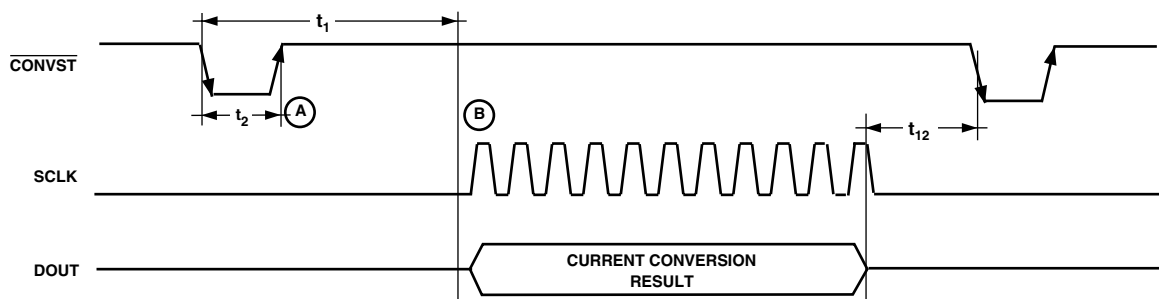 t1
CONVST
t2
A
B
t12
SCLK
DOUT
CURRENT CONVERSION
RESULT